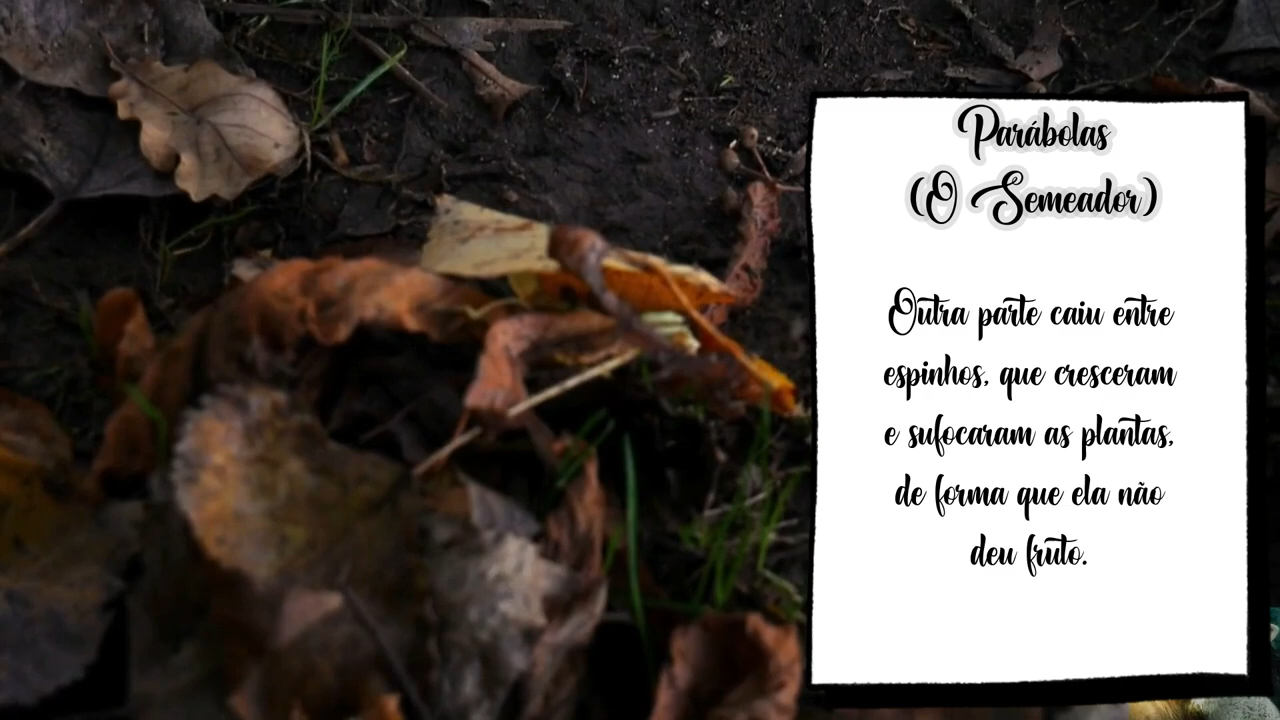 Parábolas
(O Semeador)
Outra parte caiu entre
espinhos, que cresceram
e sufocaram as plantas,
de forma que ela não
deu fruto.